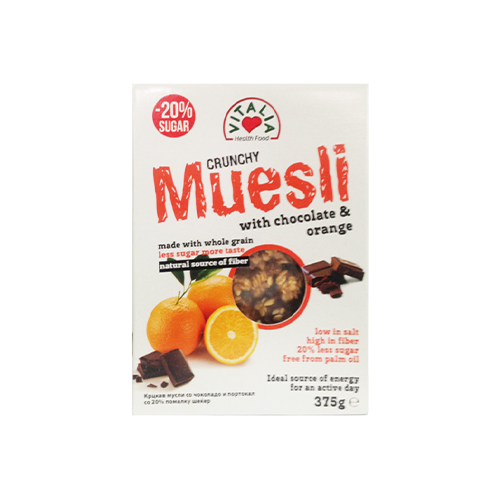 -20%
SUGAR
VITALIA
Health Food
CRUNCHY
Muesli
with chocolate &
orange
made with whole grain
less sugar more taste
natural source of fiber
low in salt
high in fiber
20% less sugar
free from palm oil
Ideal source of energy
for an active day
375g e
Крцкав мусли со чоколадо и портокал
со 20% помалку шеќер